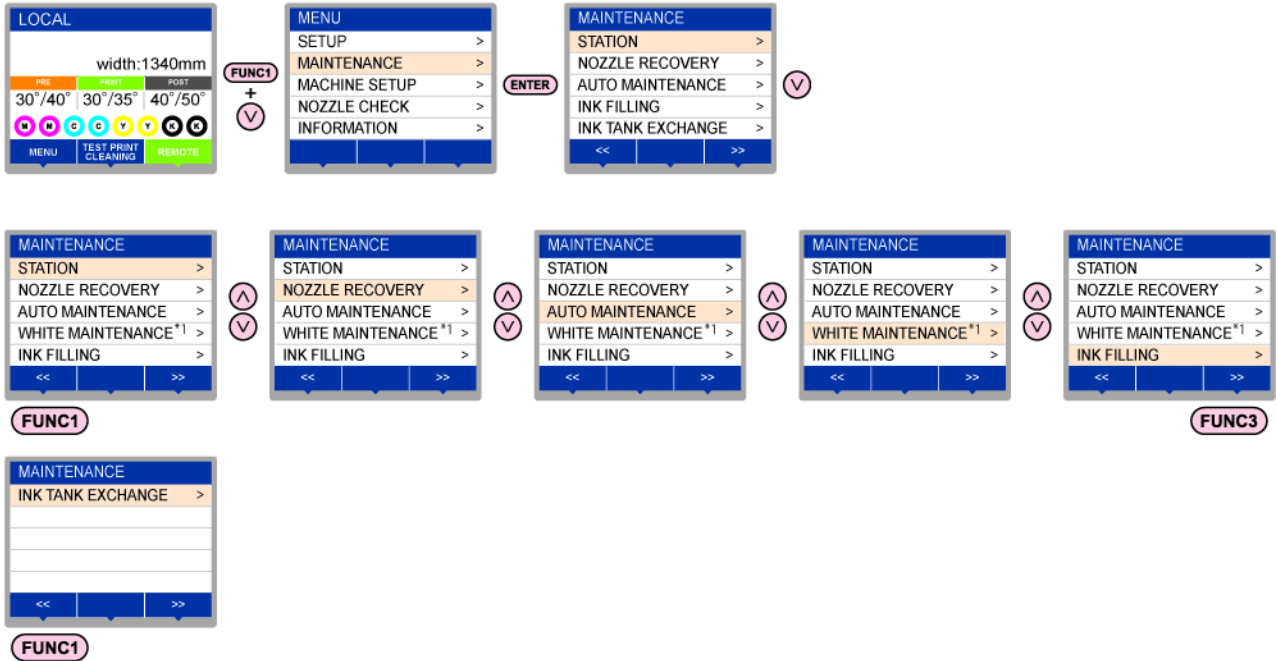 LOCAL
width:1340mm
PRE PRINT POST
30°/40° 30°/35° 40°/50°
M M C C Y Y K K
MENU TEST PRINT CLEANING REMOTE
FUNC1
+
MENU
SETUP >
MAINTENANCE >
MACHINE SETUP >
NOZZLE CHECK >
INFORMATION >
ENTER
MAINTENANCE
STATION >
NOZZLE RECOVERY >
AUTO MAINTENANCE >
INK FILLING >
INK TANK EXCHANGE >
<< >>
MAINTENANCE
STATION >
NOZZLE RECOVERY >
AUTO MAINTENANCE >
WHITE MAINTENANCE*1 >
INK FILLING >
<< >>
FUNC1
MAINTENANCE
STATION >
NOZZLE RECOVERY >
AUTO MAINTENANCE >
WHITE MAINTENANCE*1 >
INK FILLING >
<< >>
MAINTENANCE
STATION >
NOZZLE RECOVERY >
AUTO MAINTENANCE >
WHITE MAINTENANCE*1 >
INK FILLING >
<< >>
MAINTENANCE
STATION >
NOZZLE RECOVERY >
AUTO MAINTENANCE >
WHITE MAINTENANCE*1 >
INK FILLING >
<< >>
MAINTENANCE
STATION >
NOZZLE RECOVERY >
AUTO MAINTENANCE >
WHITE MAINTENANCE*1 >
INK FILLING >
<< >>
FUNC3
MAINTENANCE
INK TANK EXCHANGE >
<< >>
FUNC1